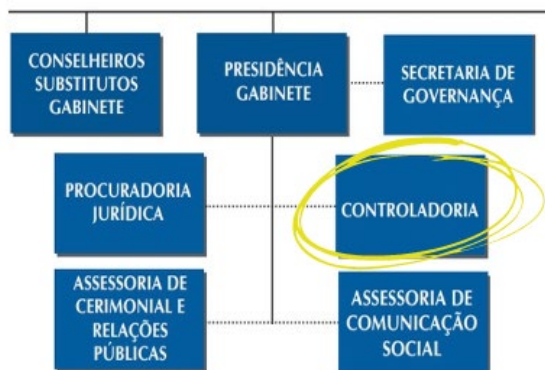 CONSELHEIROS
SUBSTITUTOS
GABINETE
PRESIDÊNCIA
GABINETE
SECRETARIA DE
GOVERNANÇA
PROCURADORIA
JURÍDICA
CONTROLADORIA
ASSESSORIA DE
CERIMONIAL E
RELAÇÕES
PÚBLICAS
ASSESSORIA DE
COMUNICAÇÃO
SOCIAL